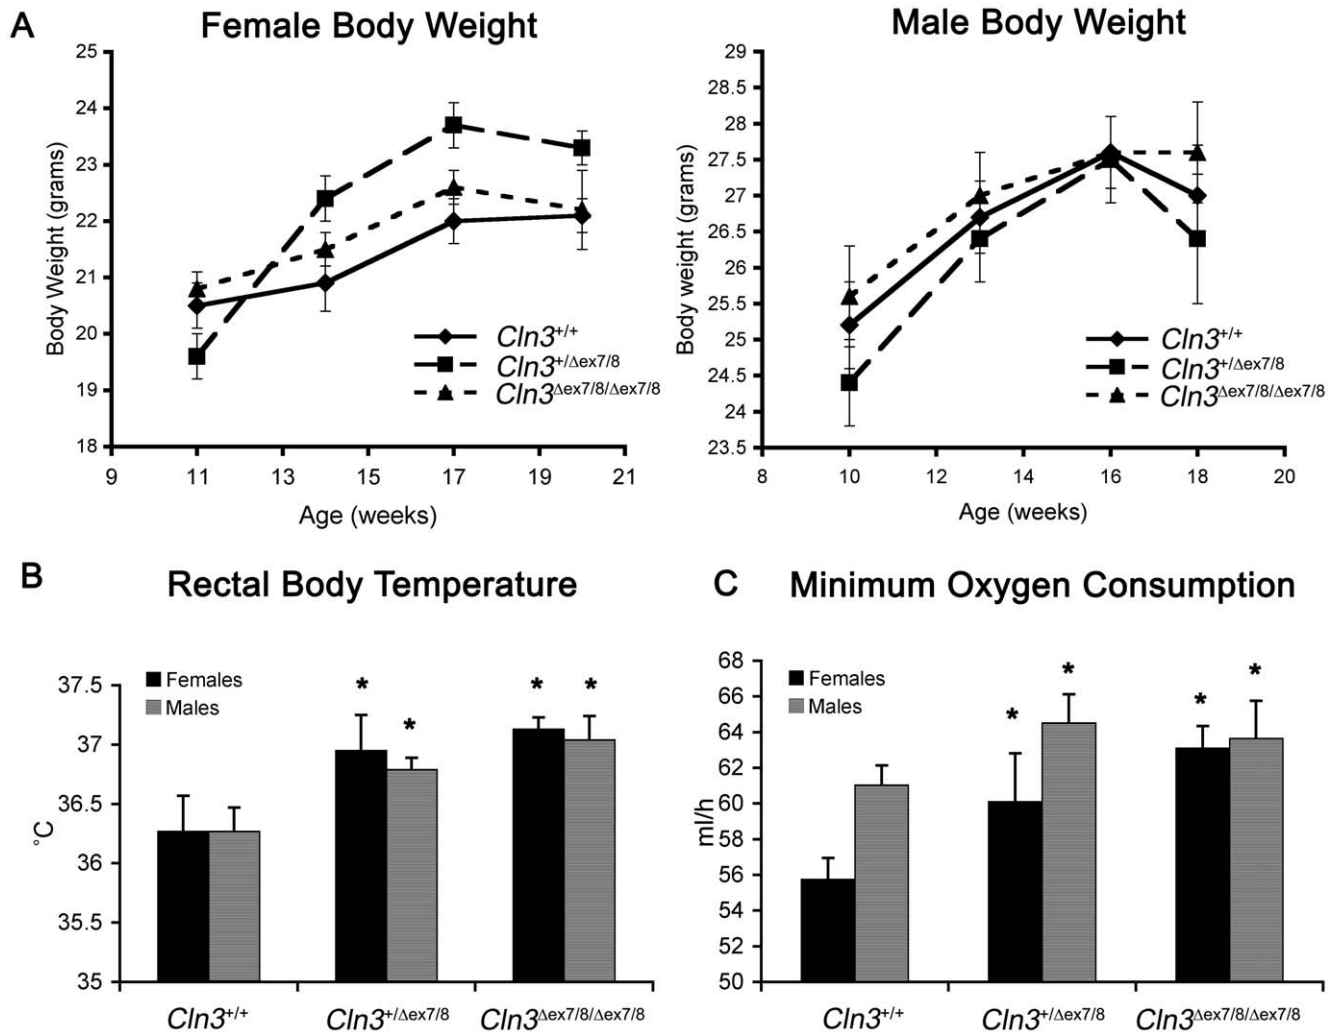 A
Female Body Weight
Body Weight (grams)
25
24
23
22
21
20
19
18
9
11
13
15
17
19
21
Age (weeks)
Cln3+/+
Cln3+/Δex7/8
Cln3Δex7/8/Δex7/8
Male Body Weight
Body weight (grams)
29
28.5
28
27.5
27
26.5
26
25.5
25
24.5
24
23.5
8
10
12
14
16
18
20
Age (weeks)
Cln3+/+
Cln3+/Δex7/8
Cln3Δex7/8/Δex7/8
B
Rectal Body Temperature
Females
Males
°C
37.5
37
36.5
36
35.5
35
*
*
*
*
Cln3+/+
Cln3+/Δex7/8
Cln3Δex7/8/Δex7/8
C
Minimum Oxygen Consumption
Females
Males
ml/h
68
66
64
62
60
58
56
54
52
50
*
*
*
*
Cln3+/+
Cln3+/Δex7/8
Cln3Δex7/8/Δex7/8